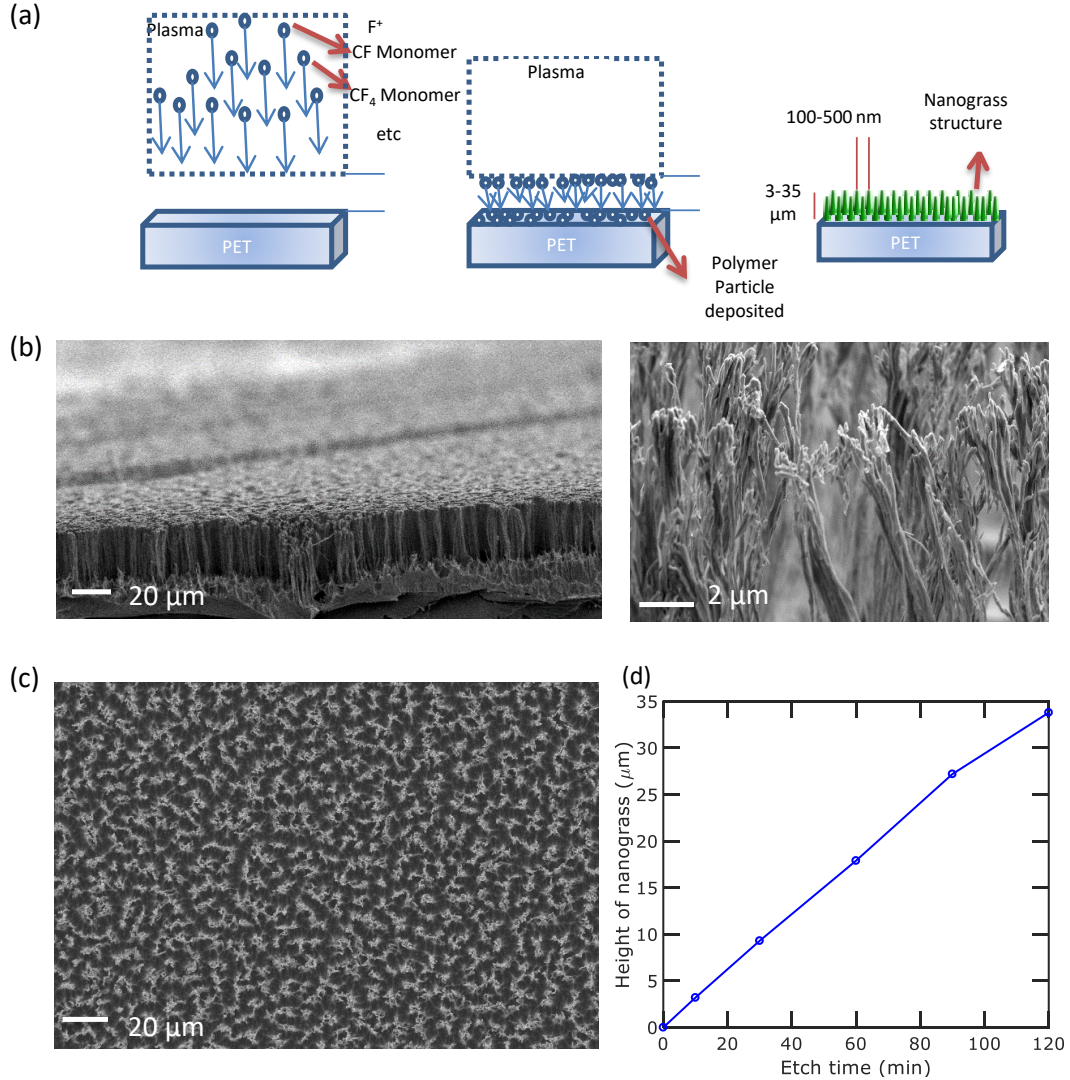 (a)
Plasma
F⁺
CF Monomer
CF₄ Monomer
etc
PET
Plasma
PET
Polymer
Particle
deposited
100-500 nm
Nanograss
structure
3-35
µm
PET
(b)
20 µm
2 µm
(c)
20 µm
(d)
Height of nanograss (µm)
35
30
25
20
15
10
5
0
0 20 40 60 80 100 120
Etch time (min)